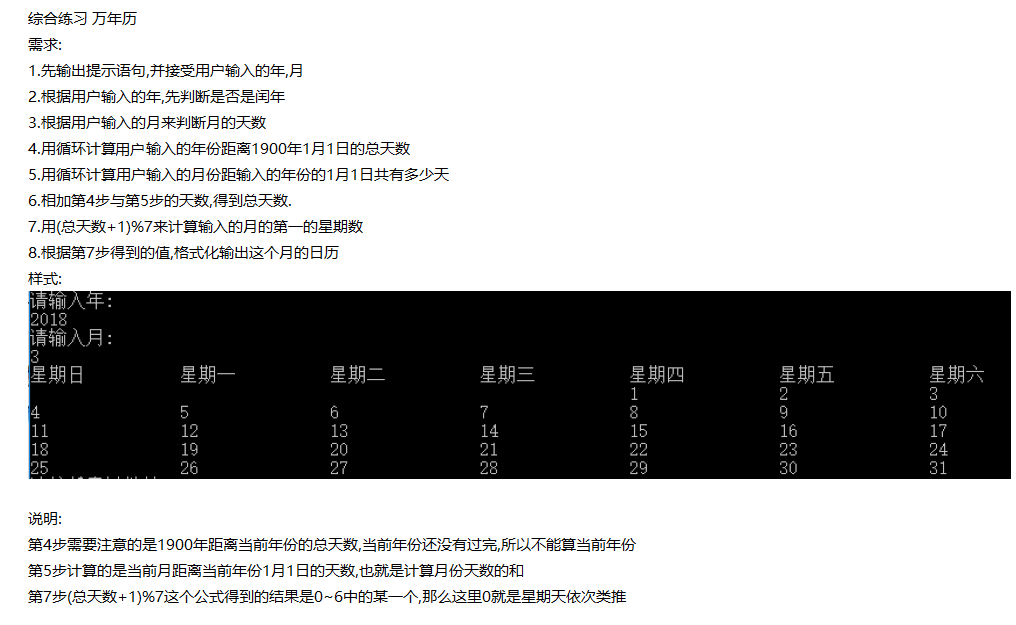 综合练习 万年历
需求:
1.先输出提示语句,并接受用户输入的年,月
2.根据用户输入的年,先判断是否是闰年
3.根据用户输入的月来判断月的天数
4.用循环计算用户输入的年份距离1900年1月1日的总天数
5.用循环计算用户输入的月份距输入的年份的1月1日共有多少天
6.相加第4步与第5步的天数,得到总天数.
7.用(总天数+1)%7来计算输入的月的第一的星期数
8.根据第7步得到的值,格式化输出这个月的日历
样式:
请输入年:
2018
请输入月:
3
星期日 星期一 星期二 星期三 星期四 星期五 星期六
1 2 3
4 5 6 7 8 9 10
11 12 13 14 15 16 17
18 19 20 21 22 23 24
25 26 27 28 29 30 31
说明:
第4步需要注意的是1900年距离当前年份的总天数,当前年份还没有过完,所以不能算当前年份
第5步计算的是当前月距离当前年份1月1日的天数,也就是计算月份天数的和
第7步(总天数+1)%7这个公式得到的结果是0~6中的某一个,那么这里0就是星期天依次类推